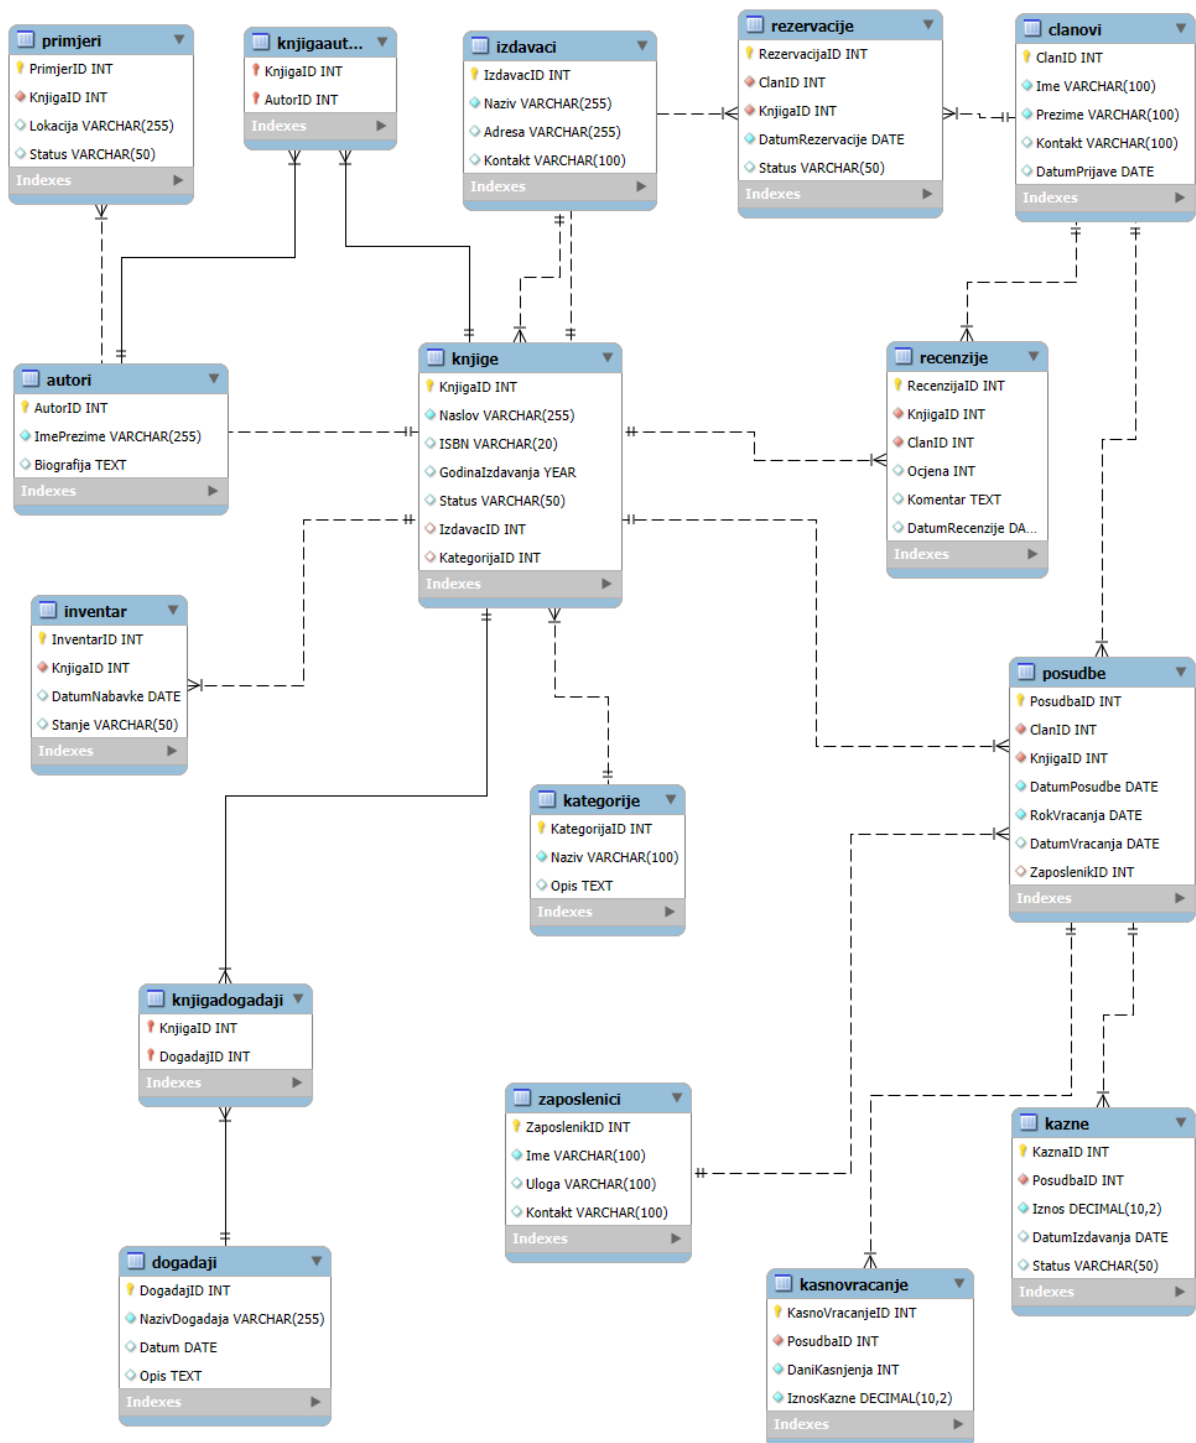 primjeri
PrimjerID INT
KnjigaID INT
Lokacija VARCHAR(255)
Status VARCHAR(50)
Indexes
knjigaaut...
KnjigaID INT
AutorID INT
Indexes
izdavaci
IzdavacID INT
Naziv VARCHAR(255)
Adresa VARCHAR(255)
Kontakt VARCHAR(100)
Indexes
rezervacije
RezervacijaID INT
ClanID INT
KnjigaID INT
DatumRezervacije DATE
Status VARCHAR(50)
Indexes
clanovi
ClanID INT
Ime VARCHAR(100)
Prezime VARCHAR(100)
Kontakt VARCHAR(100)
DatumPrijave DATE
Indexes
autori
AutorID INT
ImePrezime VARCHAR(255)
Biografija TEXT
Indexes
knjige
KnjigaID INT
Naslov VARCHAR(255)
ISBN VARCHAR(20)
GodinaIzdavanja YEAR
Status VARCHAR(50)
IzdavacID INT
KategorijaID INT
Indexes
recenzije
RecenzijaID INT
KnjigaID INT
ClanID INT
Ocjena INT
Komentar TEXT
DatumRecenzije DA...
Indexes
inventar
InventarID INT
KnjigaID INT
DatumNabavke DATE
Stanje VARCHAR(50)
Indexes
kategorije
KategorijaID INT
Naziv VARCHAR(100)
Opis TEXT
Indexes
posudbe
PosudbaID INT
ClanID INT
KnjigaID INT
DatumPosudbe DATE
RokVracanja DATE
DatumVracanja DATE
ZaposlenikID INT
Indexes
knjigadogadaji
KnjigaID INT
DogadajID INT
Indexes
zaposlenici
ZaposlenikID INT
Ime VARCHAR(100)
Uloga VARCHAR(100)
Kontakt VARCHAR(100)
Indexes
kazne
KaznaID INT
PosudbaID INT
Iznos DECIMAL(10,2)
DatumIzdavanja DATE
Status VARCHAR(50)
Indexes
dogadaji
DogadajID INT
NazivDogadaja VARCHAR(255)
Datum DATE
Opis TEXT
Indexes
kasnovracanje
KasnoVracanjeID INT
PosudbaID INT
DaniKasnjenja INT
IznosKazne DECIMAL(10,2)
Indexes